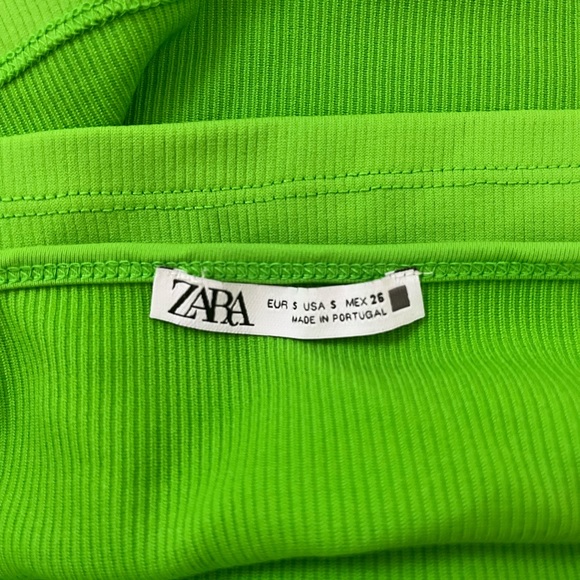 ZARA
EUR S USA S MEX 26
MADE IN PORTUGAL